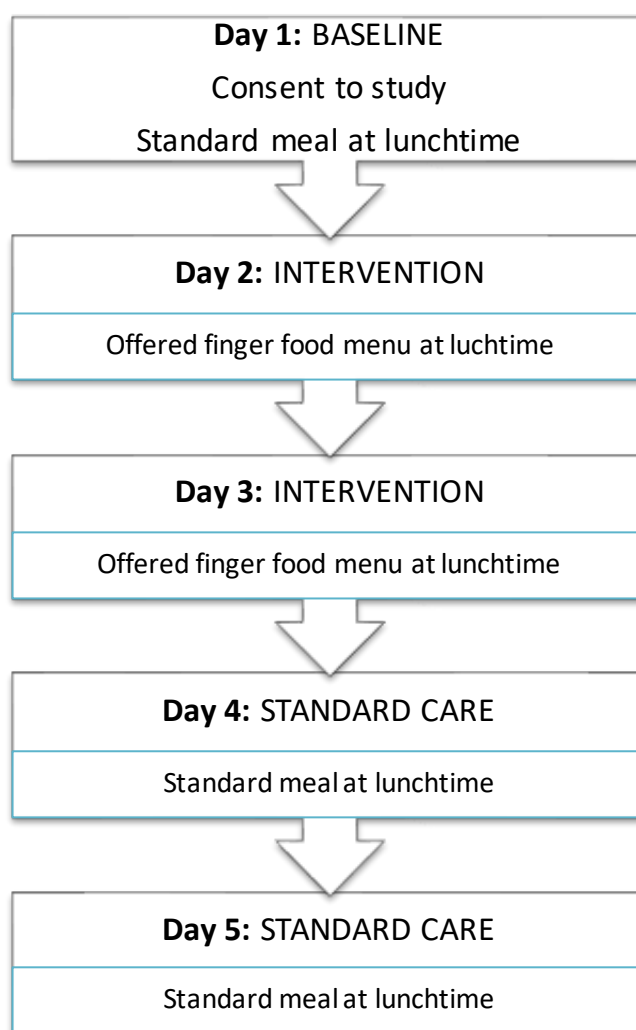 Day 1: BASELINE
Consent to study
Standard meal at lunchtime
Day 2: INTERVENTION
Offered finger food menu at luchtime
Day 3: INTERVENTION
Offered finger food menu at lunchtime
Day 4: STANDARD CARE
Standard meal at lunchtime
Day 5: STANDARD CARE
Standard meal at lunchtime